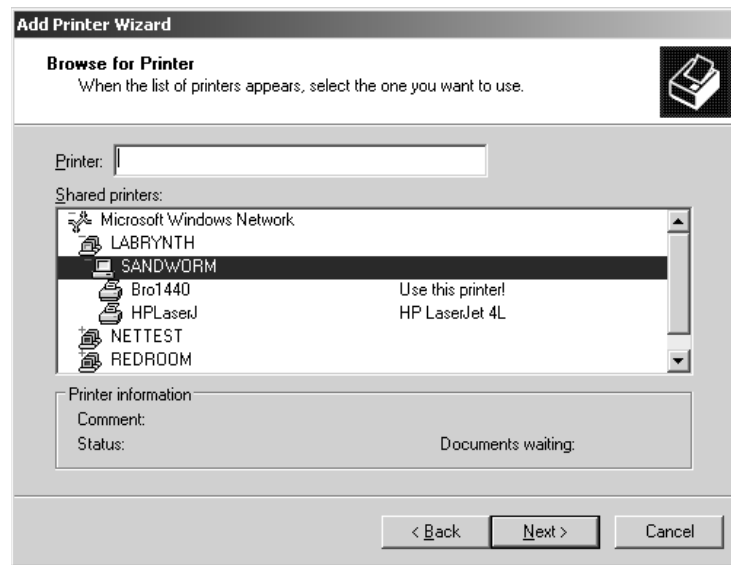 Add Printer Wizard
Browse for Printer
When the list of printers appears, select the one you want to use.
Printer:
Shared printers:
Microsoft Windows Network
LABRYNTH
SANDWORM
Bro1440 Use this printer!
HPLaserJ HP LaserJet 4L
NETTEST
REDROOM
Printer information
Comment:
Status: Documents waiting:
< Back Next > Cancel